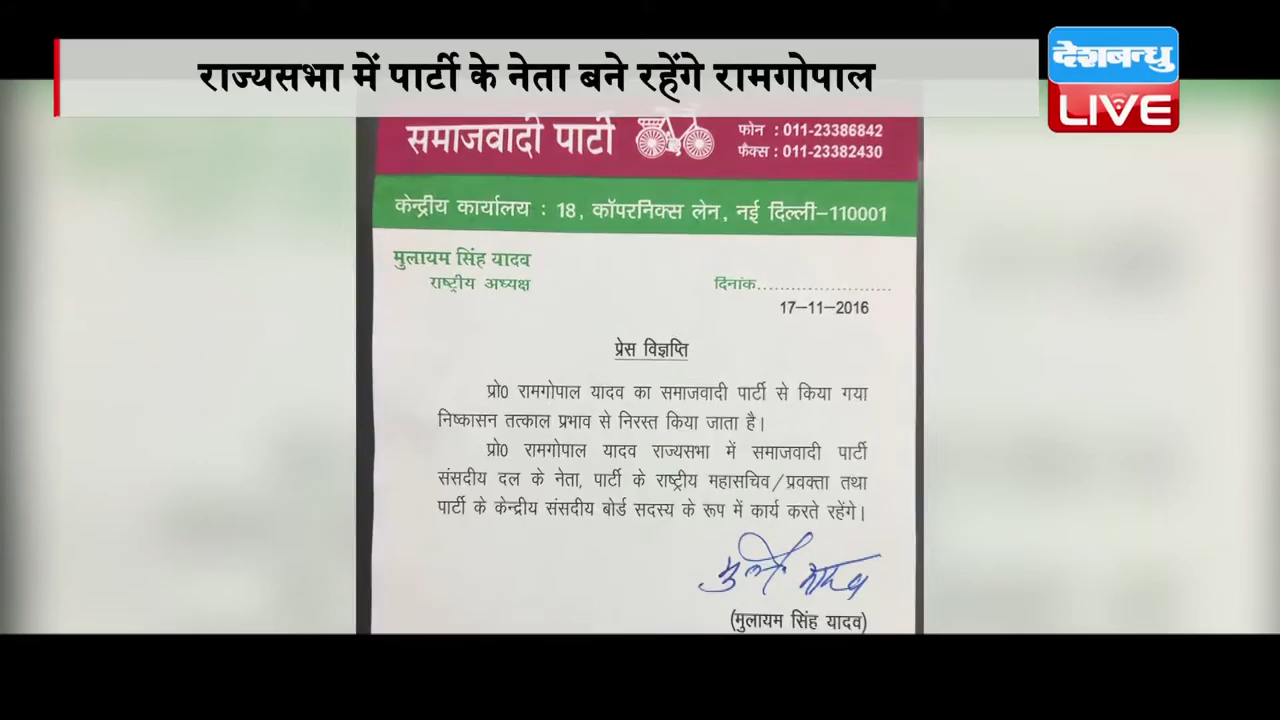 राज्यसभा में पार्टी के नेता बने रहेंगे रामगोपाल
देशबन्धु
LIVE
समाजवादी पार्टी
फोन : 011-23386842
फैक्स : 011-23382430
केन्द्रीय कार्यालय : 18, कॉपरनिक्स लेन, नई दिल्ली-110001
मुलायम सिंह यादव
राष्ट्रीय अध्यक्ष
दिनांक........................
17-11-2016
प्रेस विज्ञप्ति
प्रो0 रामगोपाल यादव का समाजवादी पार्टी से किया गया
निष्कासन तत्काल प्रभाव से निरस्त किया जाता है।
प्रो0 रामगोपाल यादव राज्यसभा में समाजवादी पार्टी
संसदीय दल के नेता, पार्टी के राष्ट्रीय महासचिव/प्रवक्ता तथा
पार्टी के केन्द्रीय संसदीय बोर्ड सदस्य के रूप में कार्य करते रहेंगे।
(मुलायम सिंह यादव)